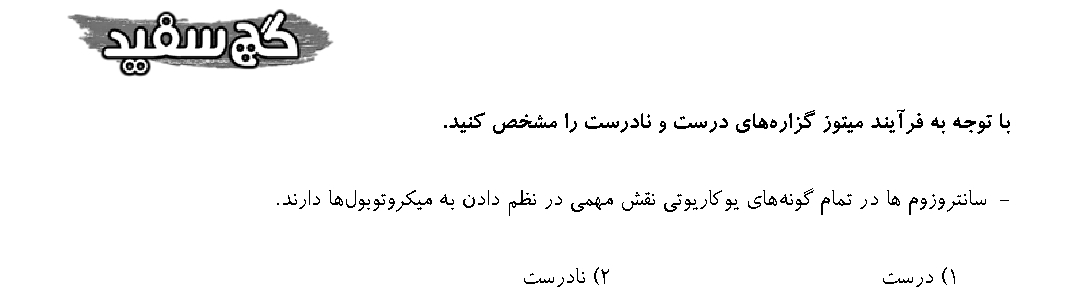 گچ سفید
با توجه به فرآیند میتوز گزاره‌های درست و نادرست را مشخص کنید.
- سانتروزوم ها در تمام گونه‌های یوکاریوتی نقش مهمی در نظم دادن به میکروتوبول‌ها دارند.
۱) درست ۲) نادرست